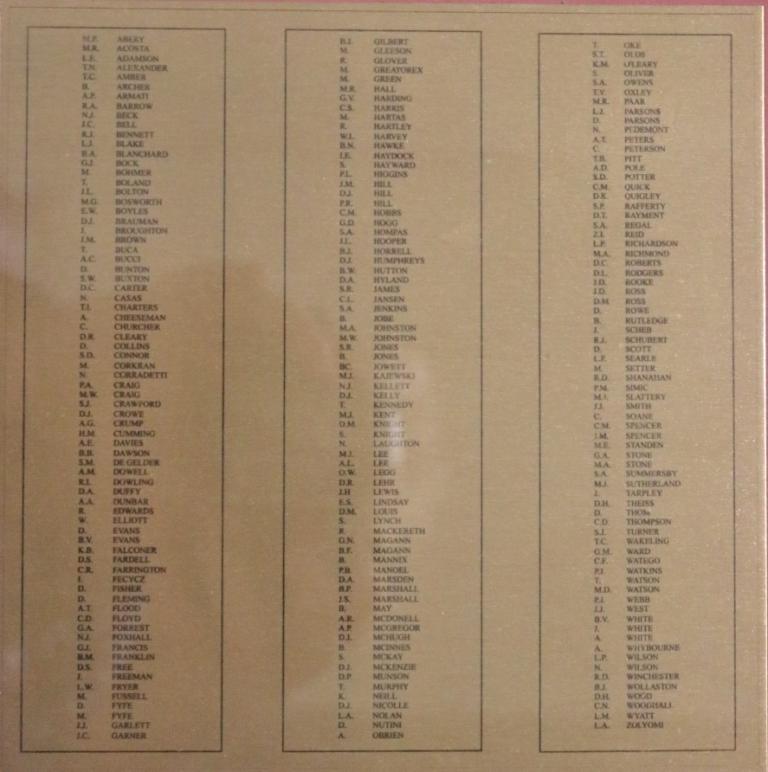 M.P. ABERY
M.R. ACOSTA
L.E. ADAMSON
T.N. ALEXANDER
T.C. AMBER
B. ARCHER
A.P. ARMATI
R.A. BARROW
N.J. BECK
J.C. BELL
R.J. BENNETT
L.J. BLAKE
B.A. BLANCHARD
G.J. BOCK
M. BOHMER
T. BOLAND
J.L. BOLTON
M.G. BOSWORTH
E.W. BOYLES
D.J. BRAUMAN
J. BROUGHTON
J.M. BROWN
T. BUCA
A.C. BUCCI
D. BUNTON
S.W. BUXTON
D.C. CARTER
N. CASAS
T.J. CHARTERS
A. CHEESEMAN
C. CHURCHER
D.R. CLEARY
D. COLLINS
S.D. CONNOR
M. CORKRAN
N. CORRADETTI
P.A. CRAIG
M.W. CRAIG
S.J. CRAWFORD
D.J. CROWE
A.G. CRUMP
H.M. CUMMING
A.E. DAVIES
B.B. DAWSON
S.M. DE GELDER
A.M. DOWELL
R.J. DOWLING
D.A. DUFFY
A.A. DUNBAR
R. EDWARDS
W. ELLIOTT
D. EVANS
B.V. EVANS
K.B. FALCONER
D.S. FARDELL
C.R. FARRINGTON
I. FECYCZ
D. FISHER
D. FLEMING
A.T. FLOOD
C.D. FLOYD
G.A. FORREST
N.J. FOXHALL
G.J. FRANCIS
B.M. FRANKLIN
D.S. FREE
J. FREEMAN
L.W. FRYER
M. FUSSELL
D. FYFE
M. FYFE
J.J. GARLETT
J.C. GARNER
B.J. GILBERT
M. GLEESON
R. GLOVER
M. GREATOREX
M. GREEN
M.R. HALL
G.V. HARDING
C.S. HARRIS
M. HARTAS
R. HARTLEY
W.L. HARVEY
B.N. HAWKE
J.E. HAYDOCK
S. HAYWARD
P.L. HIGGINS
J.M. HILL
D.J. HILL
P.R. HILL
C.M. HOBBS
G.D. HOGG
S.A. HOMPAS
J.L. HOOPER
B.J. HORRELL
D.J. HUMPHREYS
B.W. HUTTON
D.A. HYLAND
S.R. JAMES
C.L. JANSEN
S.A. JENKINS
B. JOBE
M.A. JOHNSTON
M.W. JOHNSTON
S.R. JONES
B. JONES
BC. JOWETT
M.J. KAJEWSKI
N.J. KELLETT
D.J. KELLY
T. KENNEDY
M.J. KENT
D.M. KNIGHT
S. KNIGHT
N. LAUGHTON
M.J. LEE
A.L. LEE
O.W. LEGG
D.R. LEHR
J.H LEWIS
E.S. LINDSAY
D.M. LOUIS
S. LYNCH
R. MACKERETH
G.N. MAGANN
B.F. MAGANN
B. MANNIX
P.B. MANOEL
D.A. MARSDEN
B.P. MARSHALL
J.S. MARSHALL
B. MAY
A.R. MCDONELL
A.P. MCGREGOR
D.J. MCHUGH
B. MCINNES
S. MCKAY
D.J. MCKENZIE
D.P. MUNSON
T. MURPHY
K. NEILL
D.J. NICOLLE
L.A. NOLAN
D. NUTINI
A. OBRIEN
T. OKE
S.T. OLOS
K.M. O'LEARY
S. OLIVER
S.A. OWENS
T.V. OXLEY
M.R. PAAR
L.J. PARSONS
D. PARSONS
N. PEDEMONT
A.T. PETERS
C. PETERSON
T.B. PITT
A.D. POLE
S.D. POTTER
C.M. QUICK
D.K. QUIGLEY
S.P. RAFFERTY
D.T. RAYMENT
S.A. REGAL
Z.I. REID
L.P. RICHARDSON
M.A. RICHMOND
D.C. ROBERTS
D.L. RODGERS
J.D. ROOKE
J.D. ROSS
D.M. ROSS
D. ROWE
B. RUTLEDGE
J. SCHEB
R.J. SCHUBERT
D. SCOTT
L.P. SEARLE
M. SETTER
R.D. SHANAHAN
P.M. SIMIC
M.J. SLATTERY
J.J. SMITH
C. SOANE
C.M. SPENCER
J.M. SPENCER
M.E. STANDEN
G.A. STONE
M.A. STONE
S.A. SUMMERSBY
M.J. SUTHERLAND
J. TARPLEY
D.H. THEISS
D. THOMs
C.D. THOMPSON
S.J. TURNER
T.C. WAKELING
G.M. WARD
C.F. WATEGO
P.J. WATKINS
T. WATSON
M.D. WATSON
P.J. WEBB
J.J. WEST
B.V. WHITE
J. WHITE
A. WHITE
A. WHYBOURNE
L.P. WILSON
N. WILSON
R.D. WINCHESTER
B.J. WOLLASTON
D.H. WOOD
C.N. WOOGHALL
L.M. WYATT
L.A. ZOLYOMI